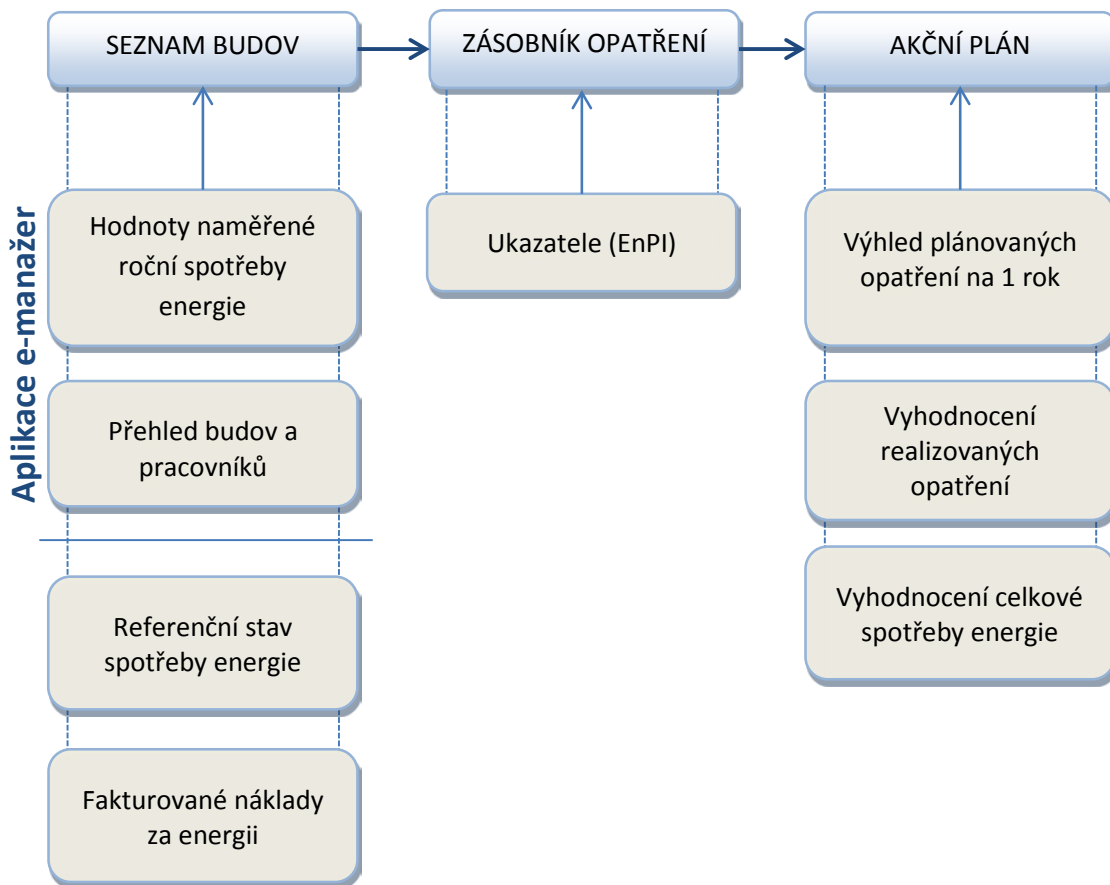 SEZNAM BUDOV
ZÁSOBNÍK OPATŘENÍ
AKČNÍ PLÁN
Aplikace e-manažer
Hodnoty naměřené
roční spotřeby
energie
Přehled budov a
pracovníků
Referenční stav
spotřeby energie
Fakturované náklady
za energii
Ukazatele (EnPI)
Výhled plánovaných
opatření na 1 rok
Vyhodnocení
realizovaných
opatření
Vyhodnocení celkové
spotřeby energie